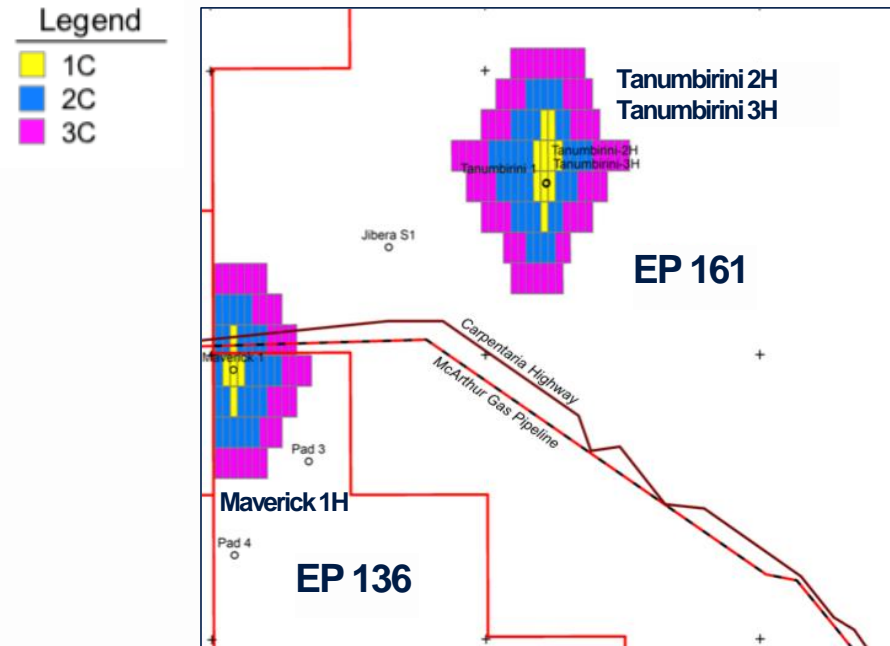 Legend
1C
2C
3C
Tanumbirini 2H
Tanumbirini 3H
Tanumbirini-2H
Tanumbirini 1
Tanumbirini-3H
Jibera S1
EP 161
Carpentaria Highway
McArthur Gas Pipeline
Maverick 1
Pad 3
Maverick 1H
Pad 4
EP 136